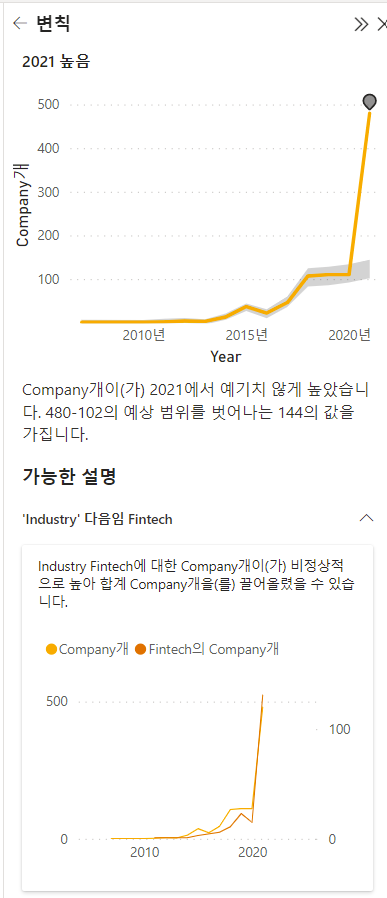 변칙
2021 높음
500
400
300
200
100
Company개
2010년
2015년
2020년
Year
Company개이(가) 2021에서 예기치 않게 높았습니
다. 480-102의 예상 범위를 벗어나는 144의 값을
가집니다.
가능한 설명
'Industry' 다음임 Fintech
Industry Fintech에 대한 Company개이(가) 비정상적
으로 높아 합계 Company개을(를) 끌어올렸을 수 있습
니다.
Company개 Fintech의 Company개
500
100
0
0
2010
2020